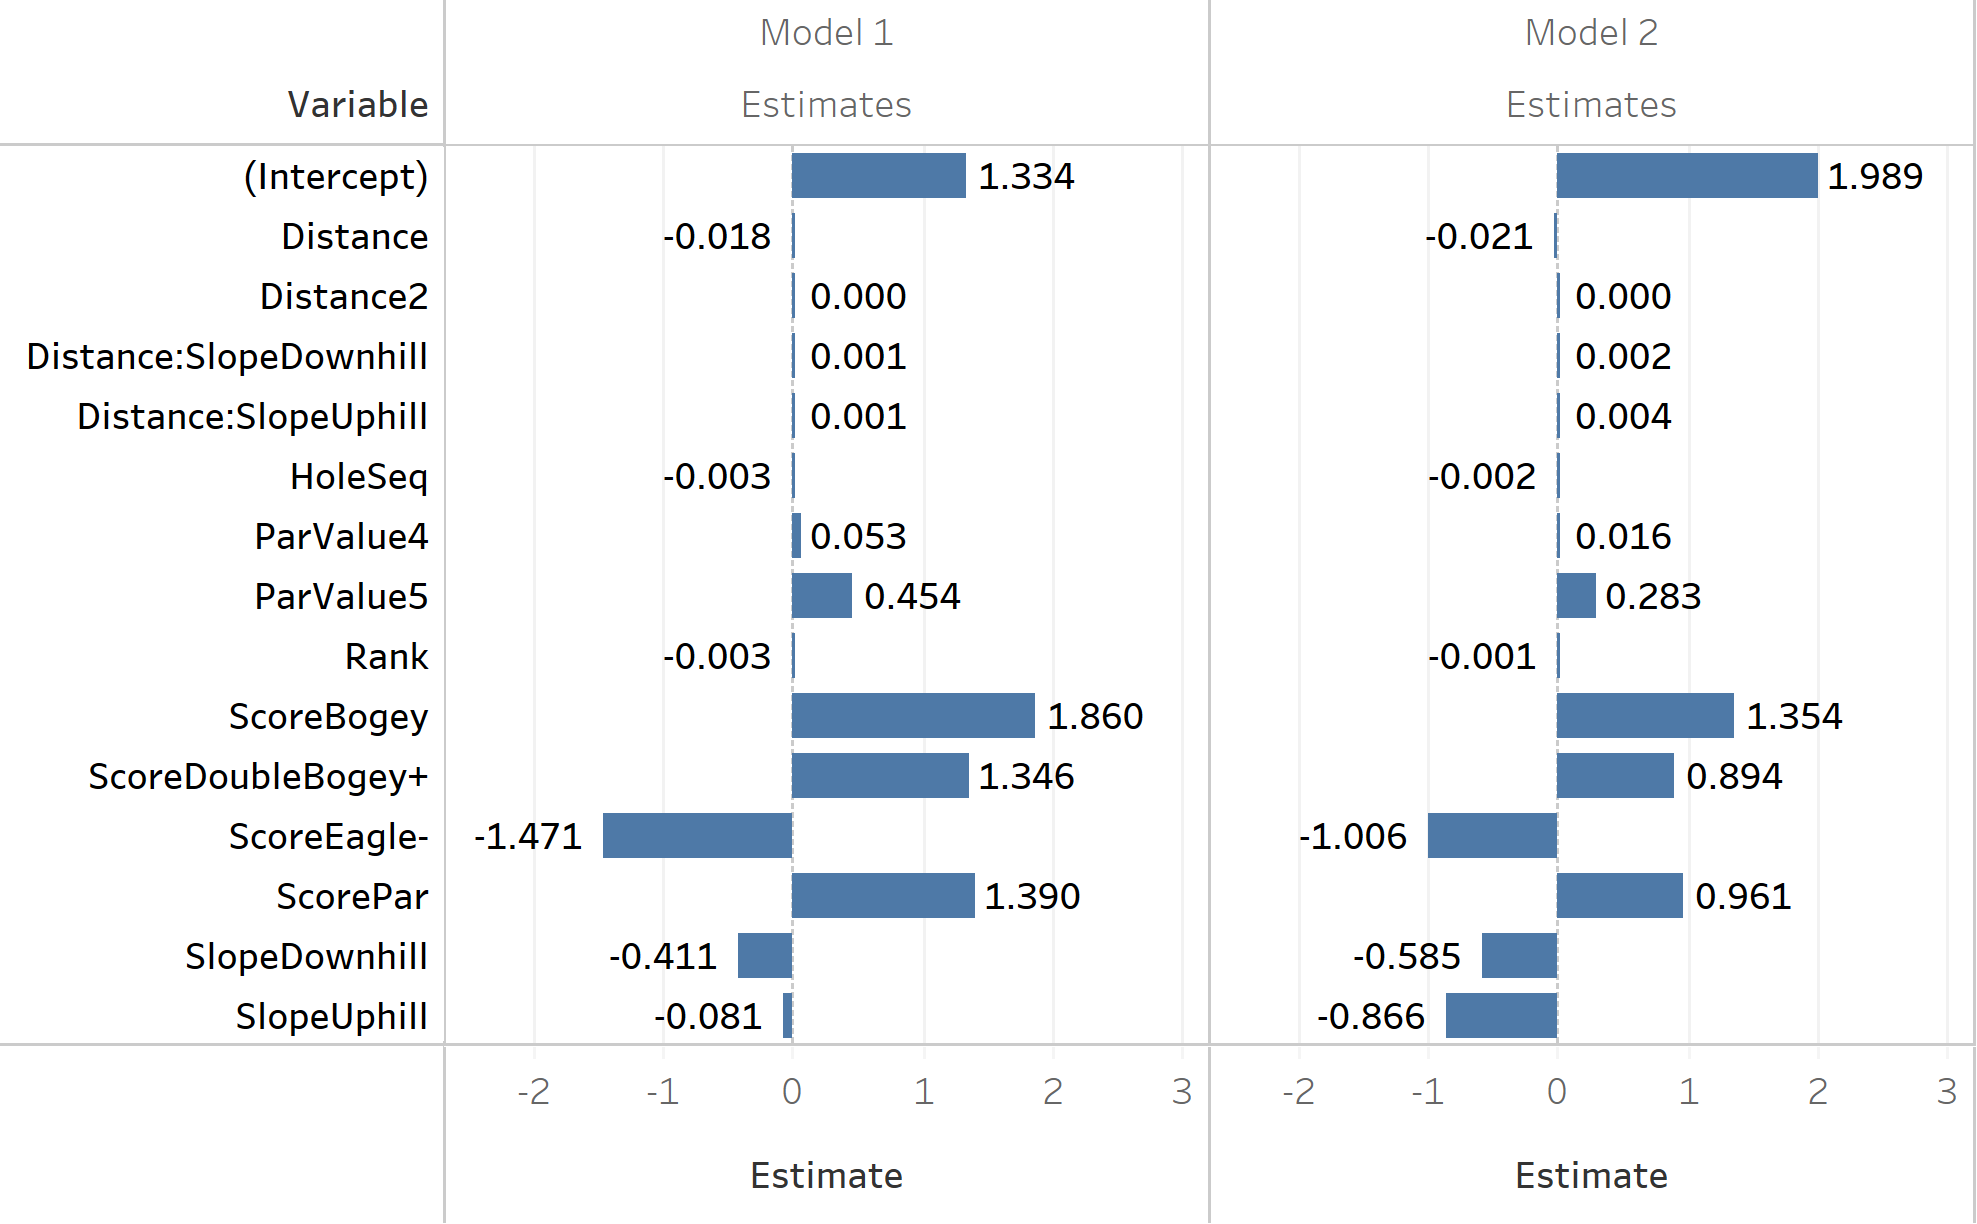 Model 1 Model 2
Variable Estimates Estimates
(Intercept) 1.334 1.989
Distance -0.018 -0.021
Distance2 0.000 0.000
Distance:SlopeDownhill 0.001 0.002
Distance:SlopeUphill 0.001 0.004
HoleSeq -0.003 -0.002
ParValue4 0.053 0.016
ParValue5 0.454 0.283
Rank -0.003 -0.001
ScoreBogey 1.860 1.354
ScoreDoubleBogey+ 1.346 0.894
ScoreEagle- -1.471 -1.006
ScorePar 1.390 0.961
SlopeDownhill -0.411 -0.585
SlopeUphill -0.081 -0.866
-2 -1 0 1 2 3 -2 -1 0 1 2 3
Estimate Estimate